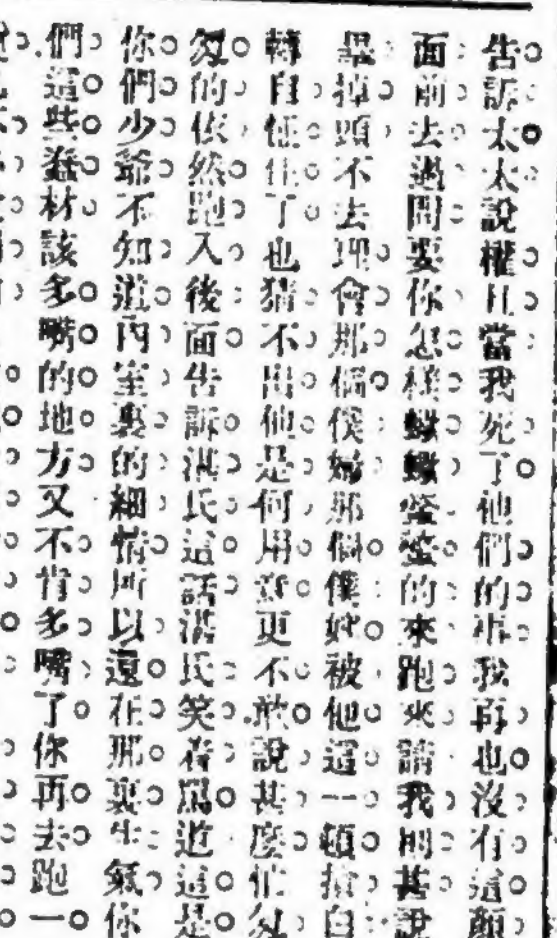 告訴太太說權且當我死了他們的事我再也沒有這顏
面前去過問要你怎樣蠍蠍螫螫的來跑來請我則甚說
畢掉頭不去理會那個僕婦那個僕婦被他這一頓搶白
轉自怔住了也猜不出他是何用意更不敢說甚麼忙匆
匆的依然跑入後面告訴湛氏這話湛氏笑着罵道這是
你們少爺不知道內室裏的細情所以還在那裏生氣你
們這些蠢材該多嘴的地方又不肯多嘴了你再去跑一